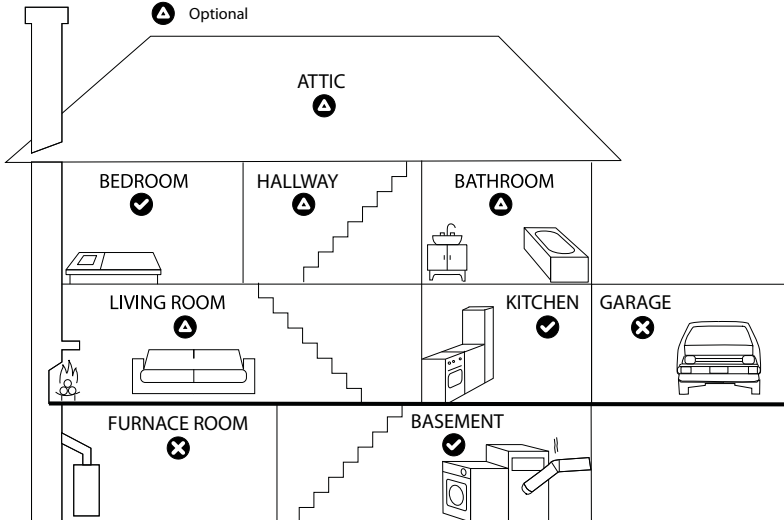 Optional
ATTIC
BEDROOM
HALLWAY
BATHROOM
LIVING ROOM
KITCHEN
GARAGE
FURNACE ROOM
BASEMENT